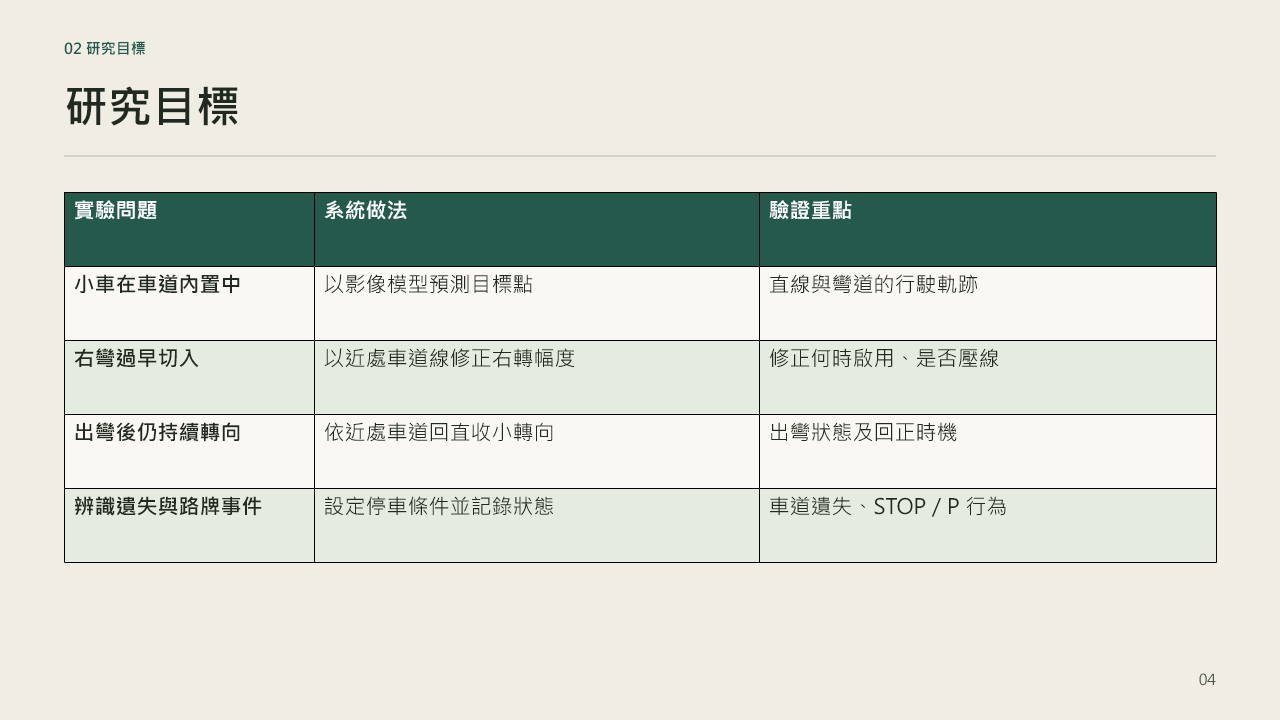 02 研究目標
研究目標
實驗問題 系統做法 驗證重點
小車在車道內置中 以影像模型預測目標點 直線與彎道的行駛軌跡
右彎過早切入 以近處車道線修正右轉幅度 修正何時啟用、是否壓線
出彎後仍持續轉向 依近處車道回直收小轉向 出彎狀態及回正時機
辨識遺失與路牌事件 設定停車條件並記錄狀態 車道遺失、STOP / P 行為
04